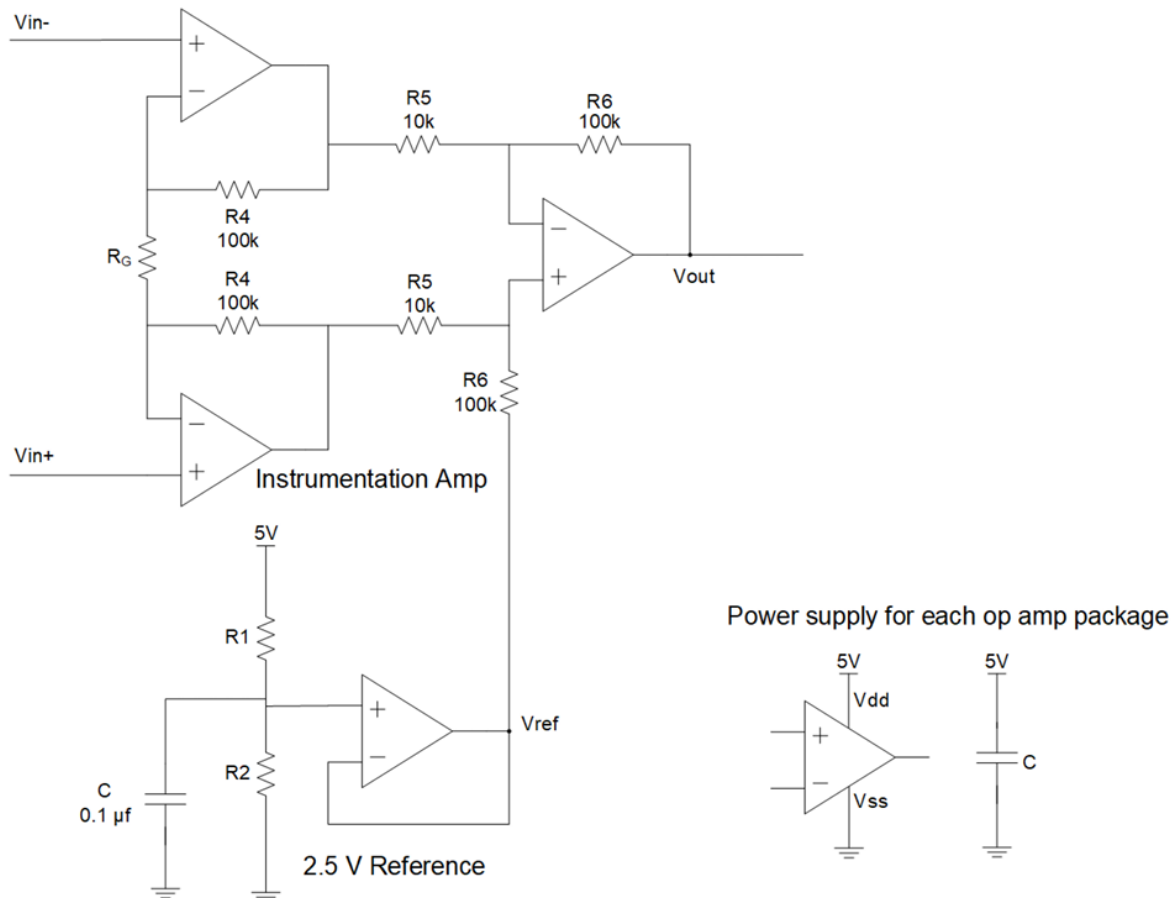 Vin-
+
−
R5
10k
R6
100k
R4
100k
RG
R4
100k
R5
10k
−
+
Vout
R6
100k
−
+
Vin+
Instrumentation Amp
5V
R1
+
−
Vref
R2
C
0.1 µf
2.5 V Reference
Power supply for each op amp package
5V
5V
Vdd
+
−
C
Vss